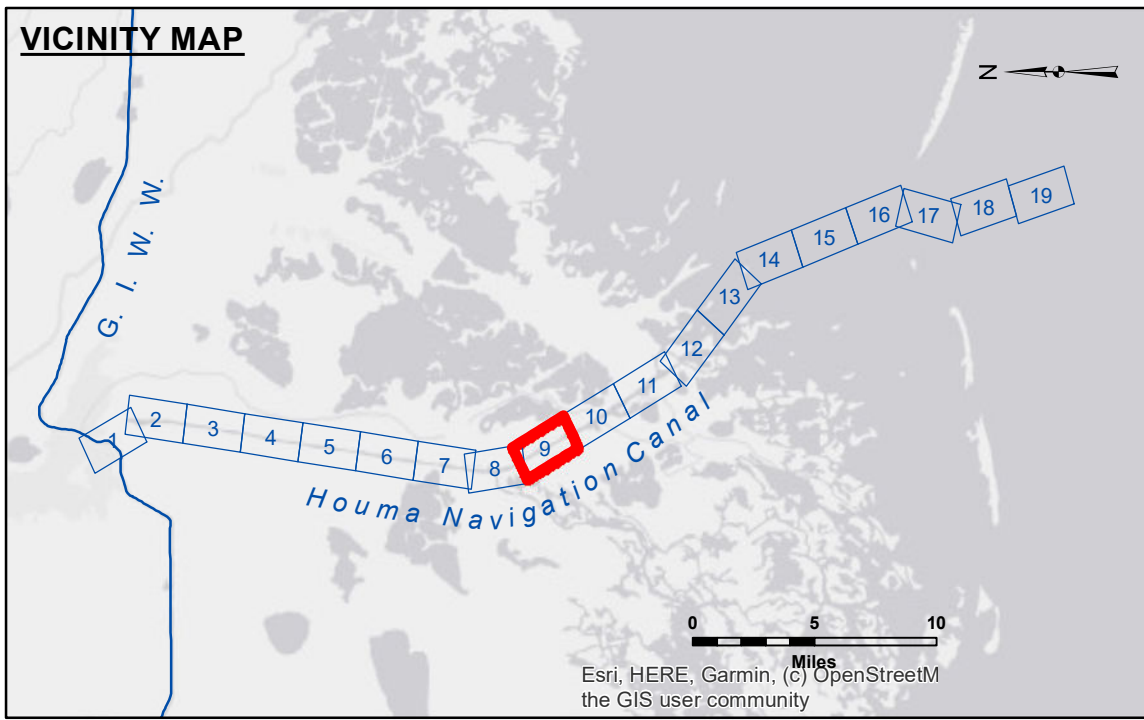 VICINITY MAP
N
G. I. W. W.
1
2
3
4
5
6
7
8
9
10
11
12
13
14
15
16
17
18
19
Houma Navigation Canal
0 5 10
Miles
Esri, HERE, Garmin, (c) OpenStreetM
the GIS user community